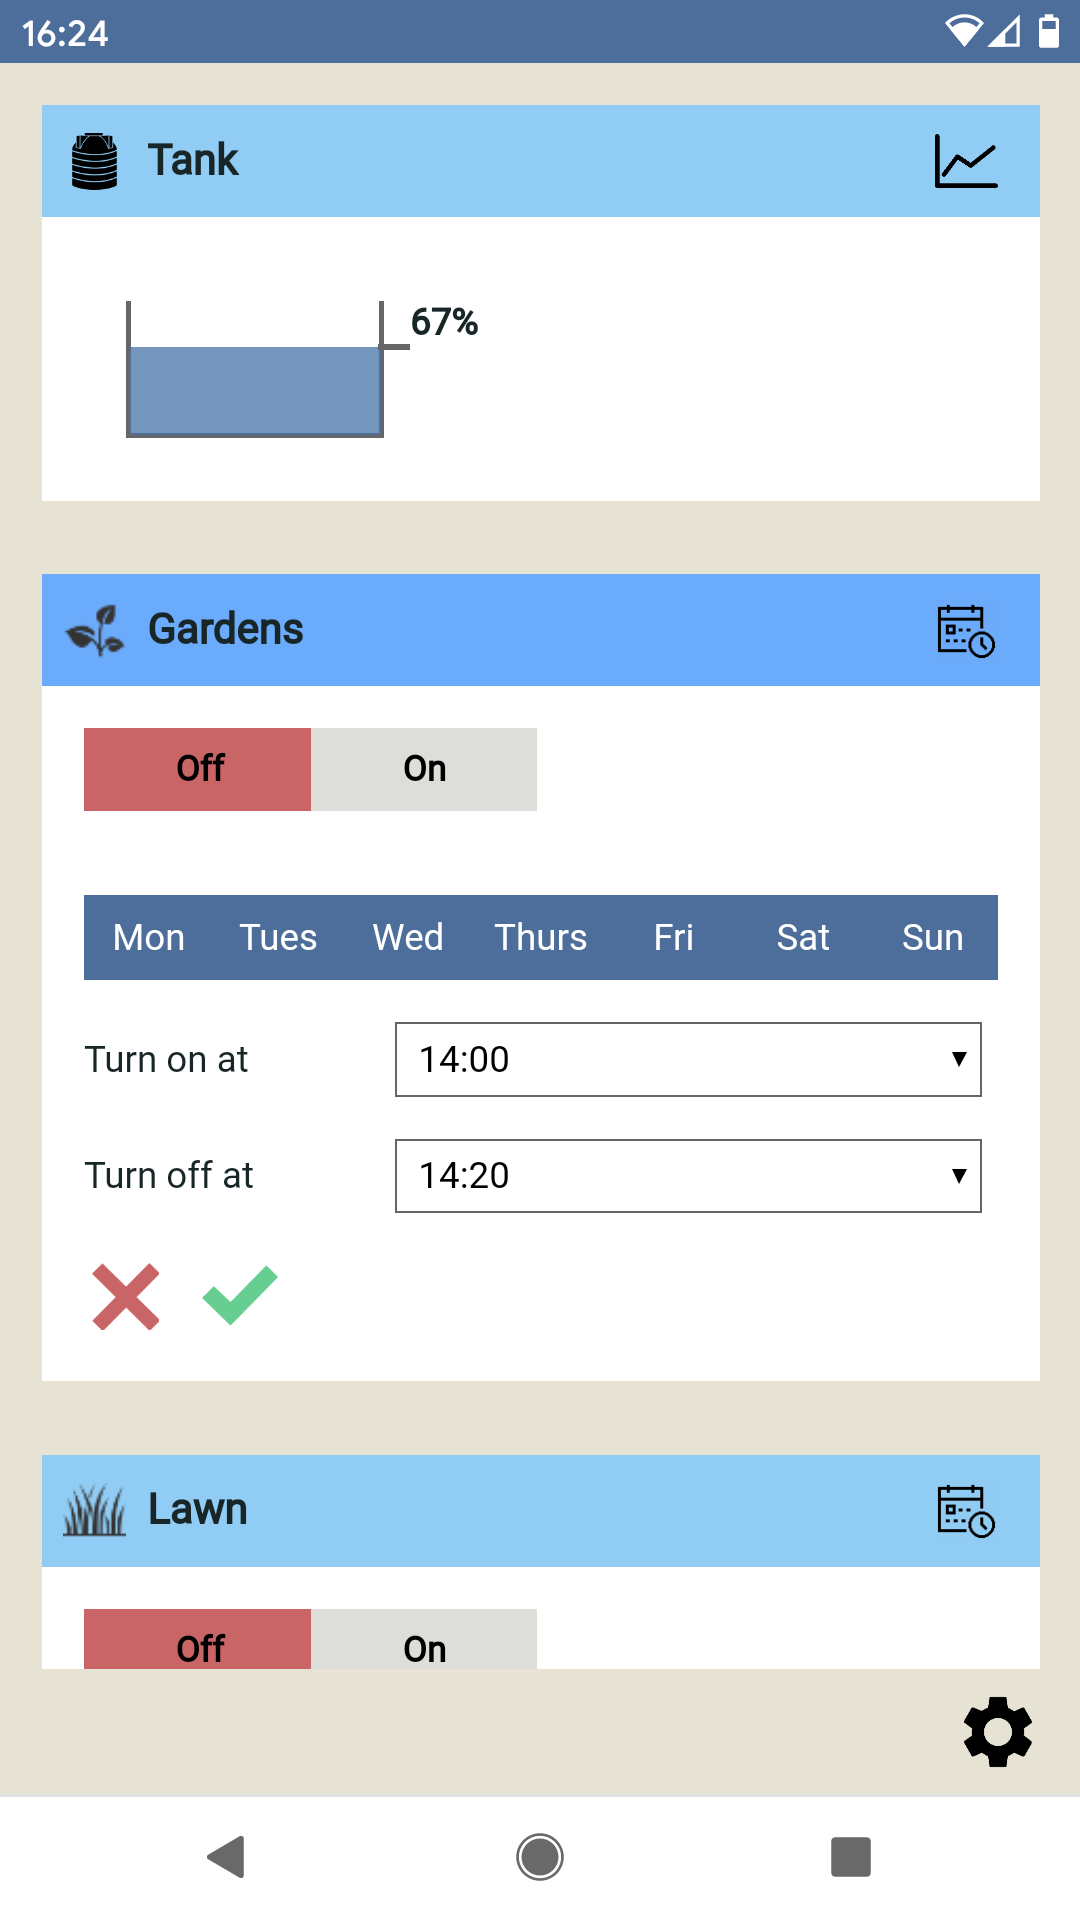 16:24
Tank
67%
Gardens
Off On
Mon Tues Wed Thurs Fri Sat Sun
Turn on at 14:00
Turn off at 14:20
Lawn
Off On